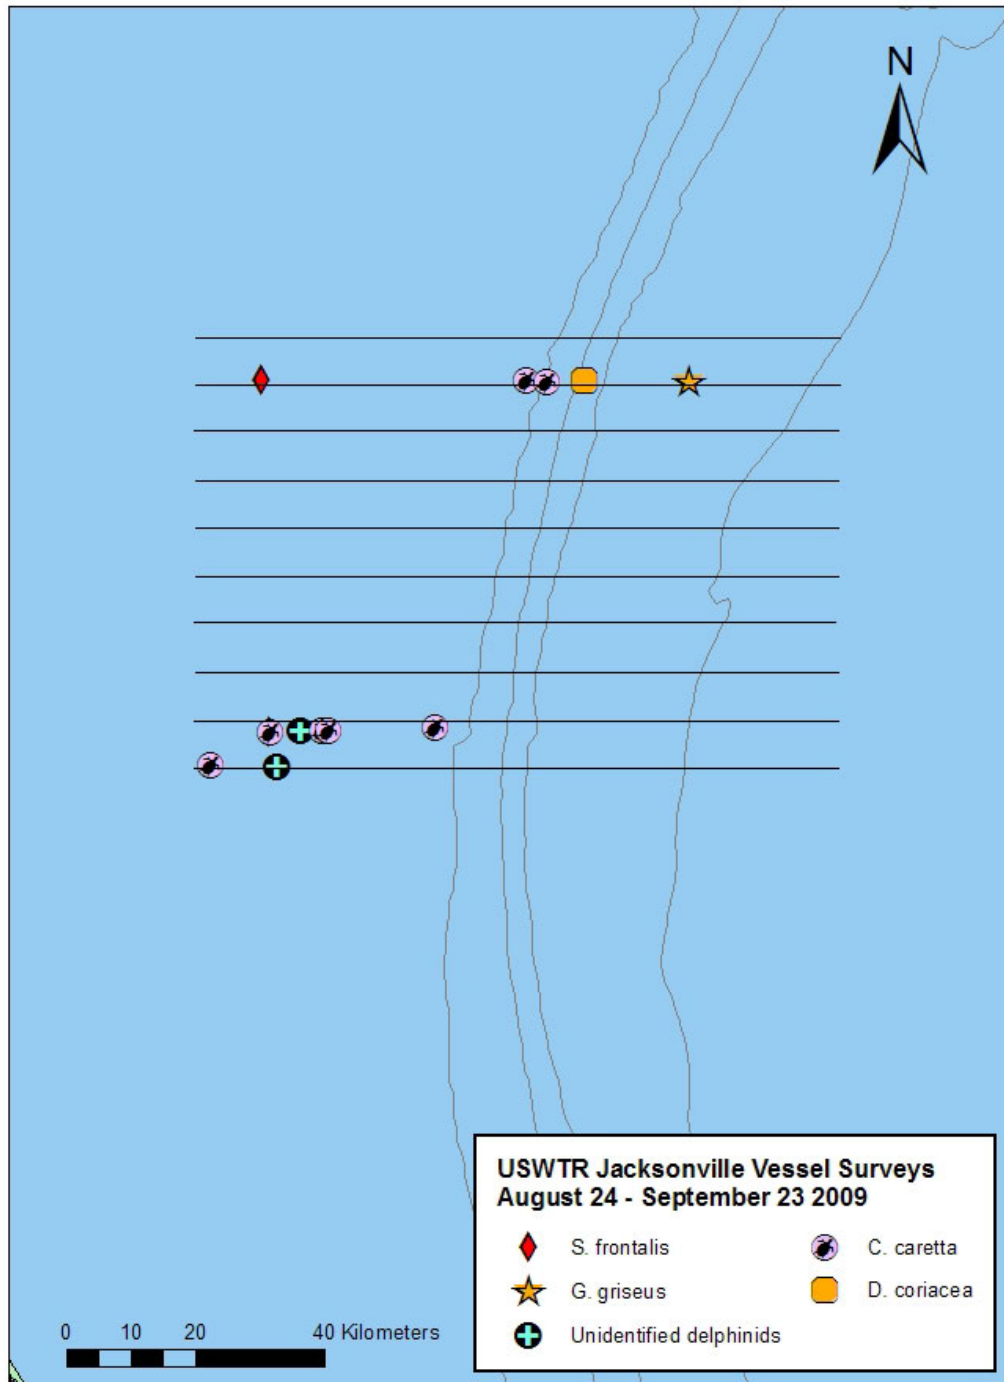 N
USWTR Jacksonville Vessel Surveys
August 24 - September 23 2009
S. frontalis
C. caretta
G. griseus
D. coriacea
Unidentified delphinids
0 10 20 40 Kilometers